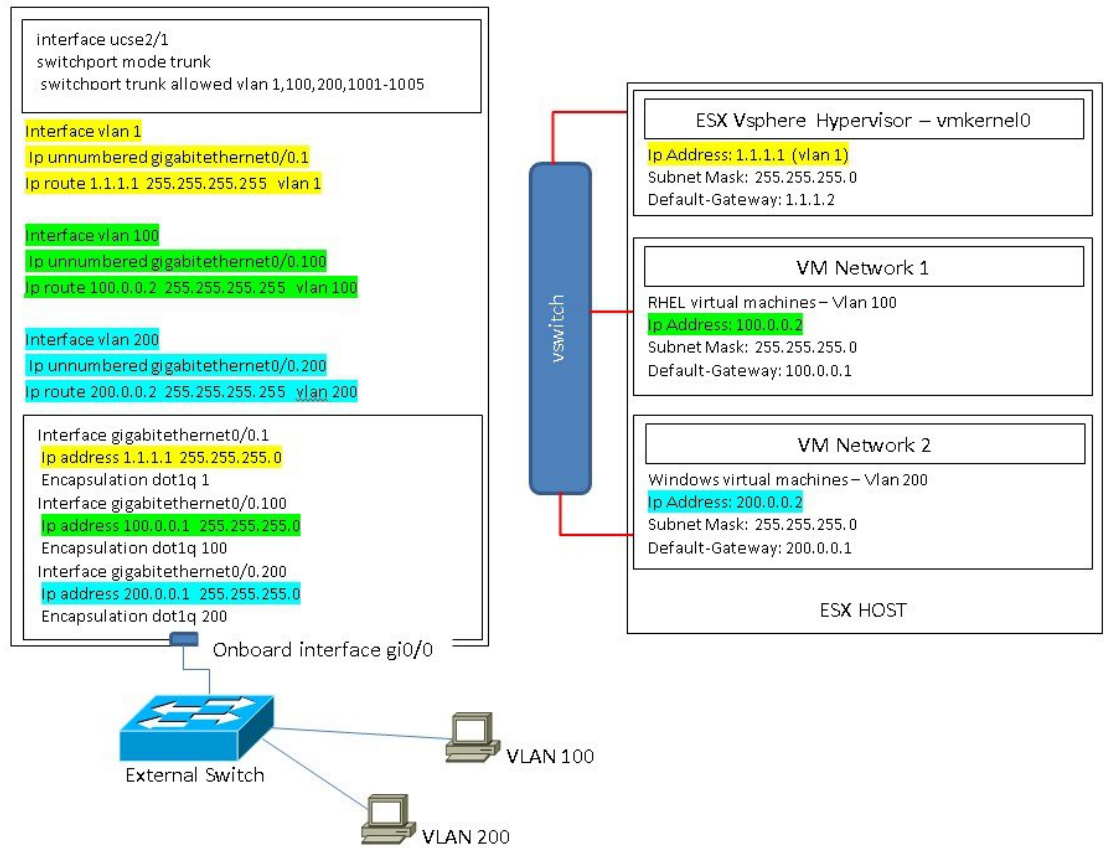 interface ucse2/1
switchport mode trunk
switchport trunk allowed vlan 1,100,200,1001-1005
Interface vlan 1
Ip unnumbered gigabitethernet0/0.1
Ip route 1.1.1.1 255.255.255.255 vlan 1
Interface vlan 100
Ip unnumbered gigabitethernet0/0.100
Ip route 100.0.0.2 255.255.255.255 vlan 100
Interface vlan 200
Ip unnumbered gigabitethernet0/0.200
Ip route 200.0.0.2 255.255.255.255 vlan 200
Interface gigabitethernet0/0.1
Ip address 1.1.1.1 255.255.255.0
Encapsulation dot1q 1
Interface gigabitethernet0/0.100
Ip address 100.0.0.1 255.255.255.0
Encapsulation dot1q 100
Interface gigabitethernet0/0.200
Ip address 200.0.0.1 255.255.255.0
Encapsulation dot1q 200
Onboard interface gi0/0
External Switch
VLAN 100
VLAN 200
vswitch
ESX Vsphere Hypervisor – vmkernel0
Ip Address: 1.1.1.1 (vlan 1)
Subnet Mask: 255.255.255.0
Default-Gateway: 1.1.1.2
VM Network 1
RHEL virtual machines – Vlan 100
Ip Address: 100.0.0.2
Subnet Mask: 255.255.255.0
Default-Gateway: 100.0.0.1
VM Network 2
Windows virtual machines – Vlan 200
Ip Address: 200.0.0.2
Subnet Mask: 255.255.255.0
Default-Gateway: 200.0.0.1
ESX HOST